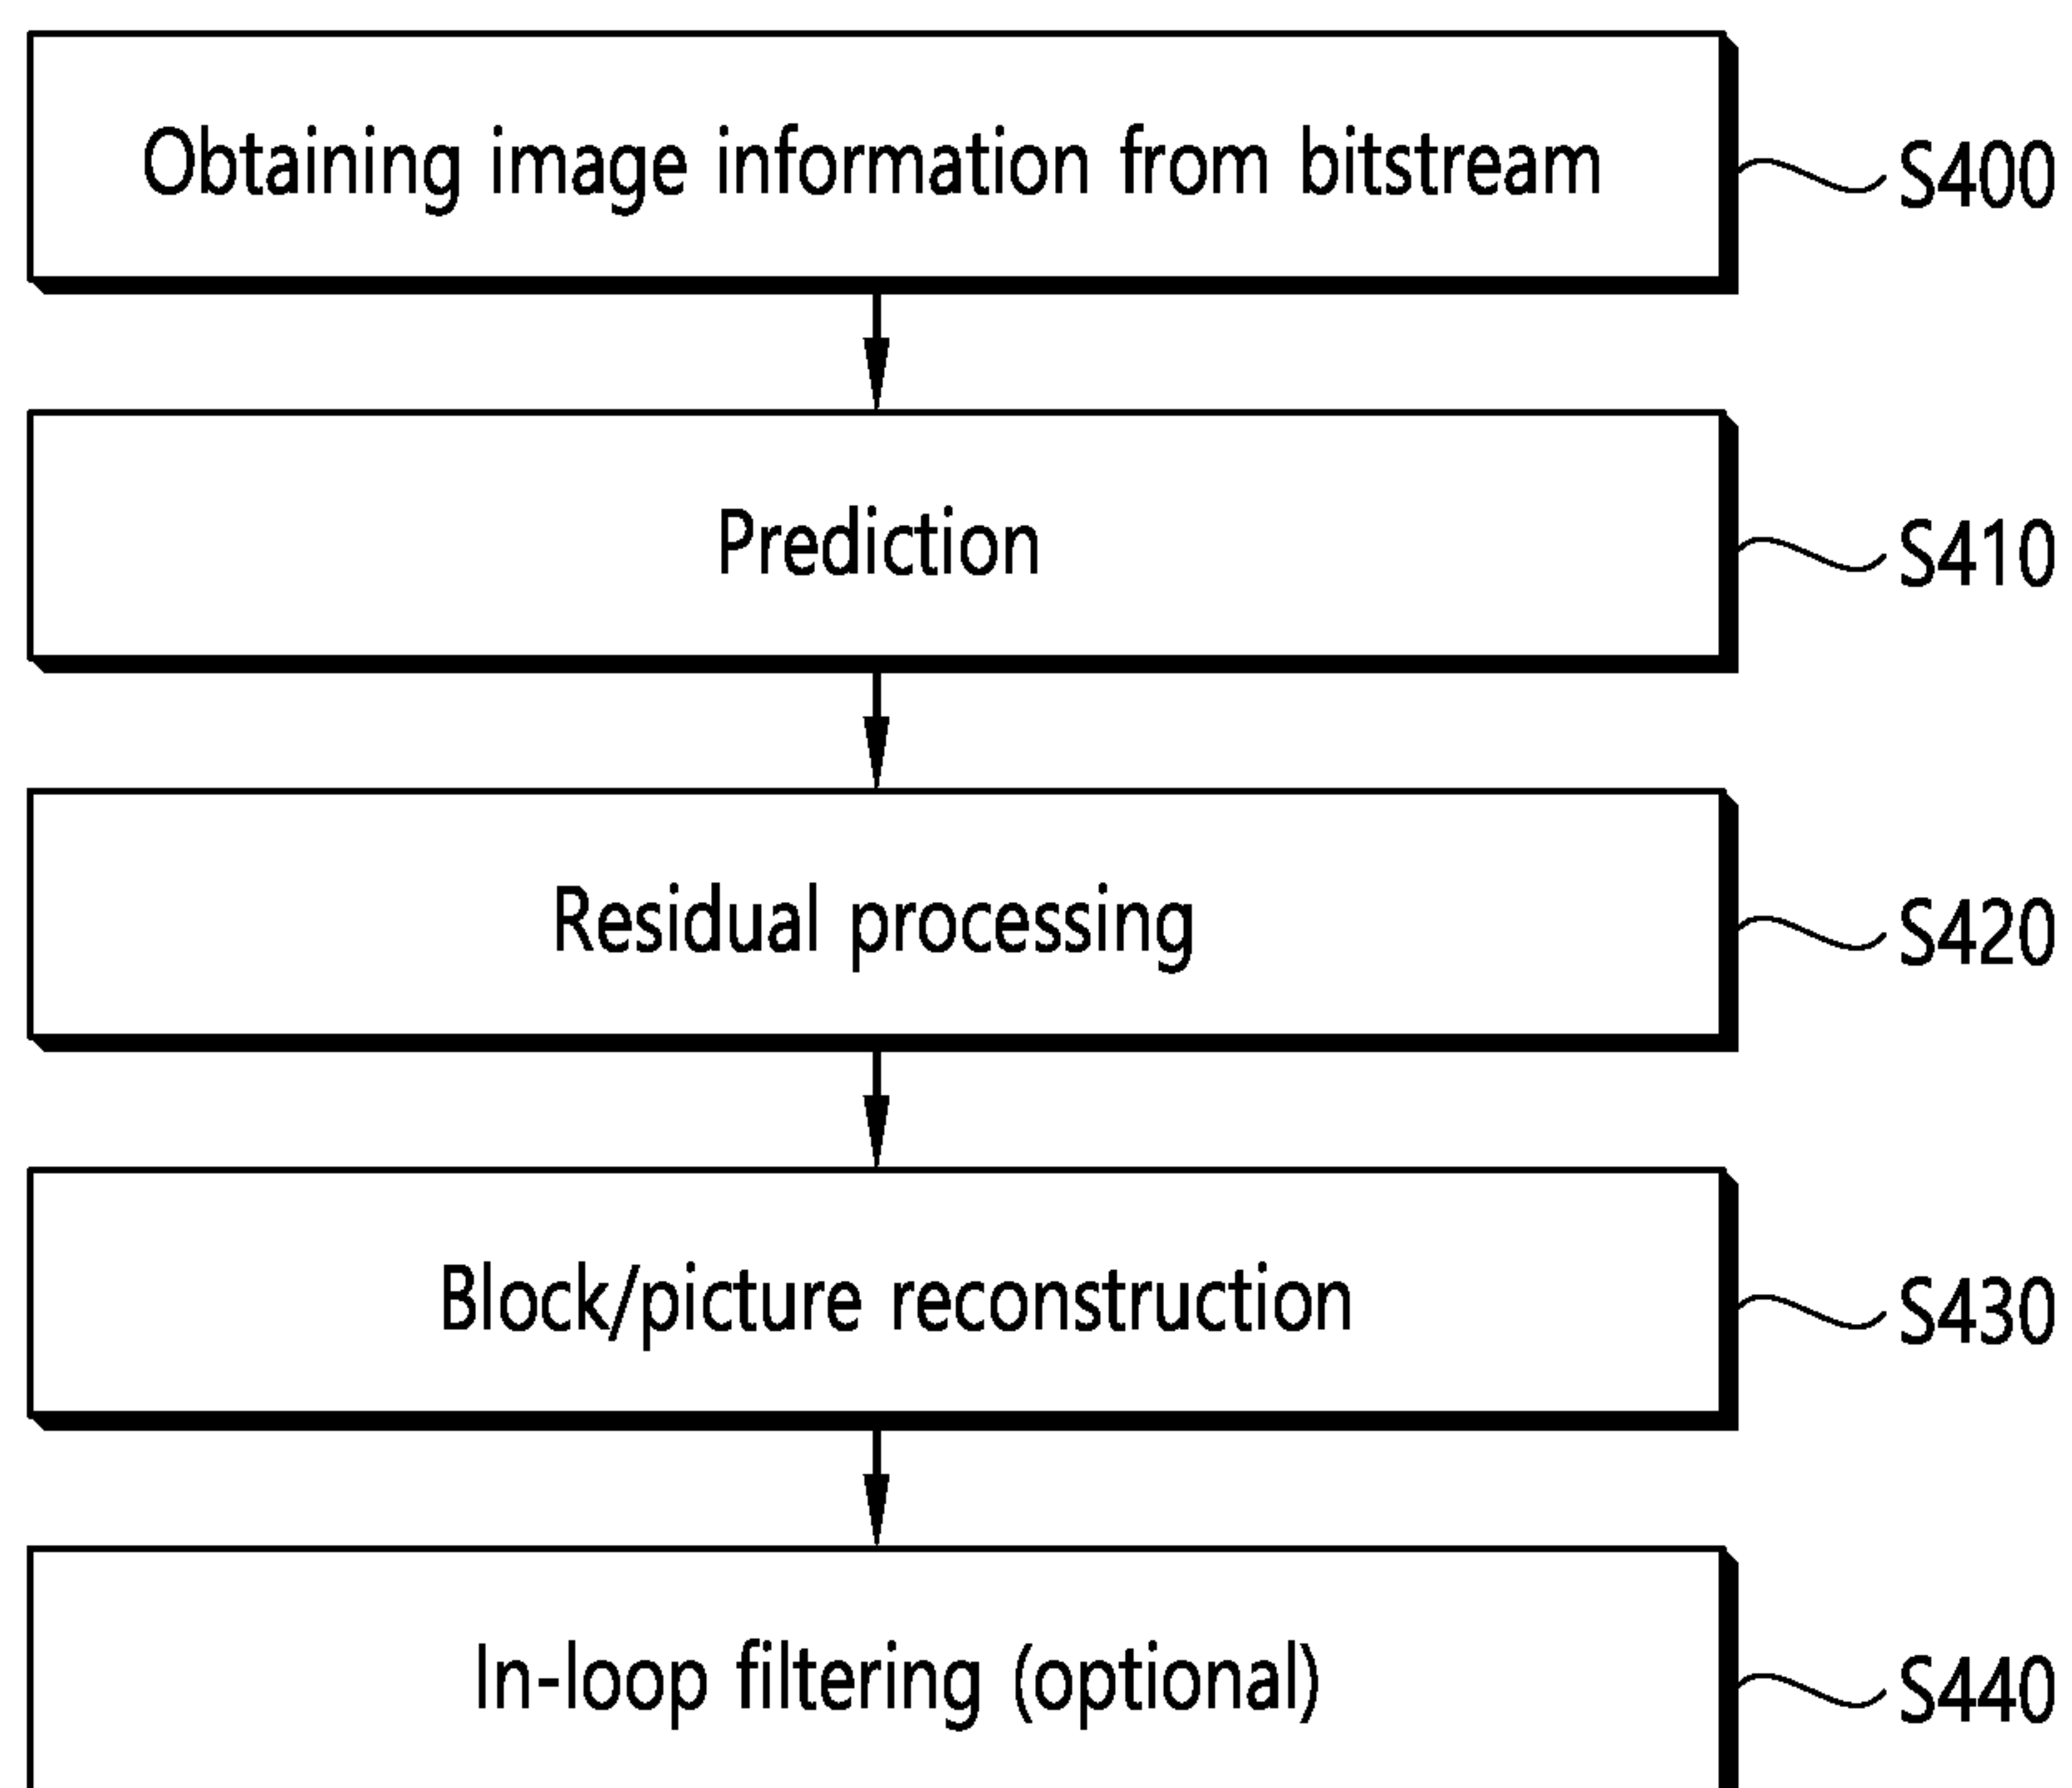 Obtaining image information from bitstream
S400
Prediction
S410
Residual processing
S420
Block/picture reconstruction
S430
In-loop filtering (optional)
S440